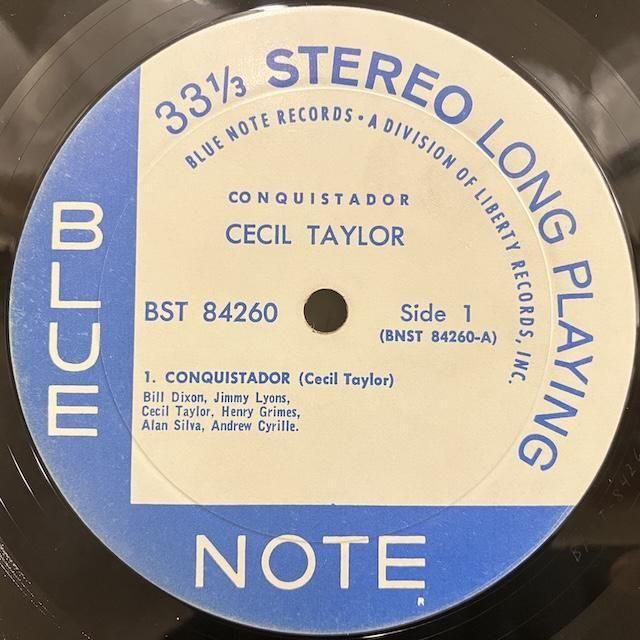 33⅓ STEREO LONG PLAYING
BLUE NOTE RECORDS • A DIVISION OF LIBERTY RECORDS, INC.
CONQUISTADOR
CECIL TAYLOR
BST 84260
Side 1
(BNST 84260-A)
1. CONQUISTADOR (Cecil Taylor)
Bill Dixon, Jimmy Lyons,
Cecil Taylor, Henry Grimes,
Alan Silva, Andrew Cyrille.
BLUE
NOTE
R